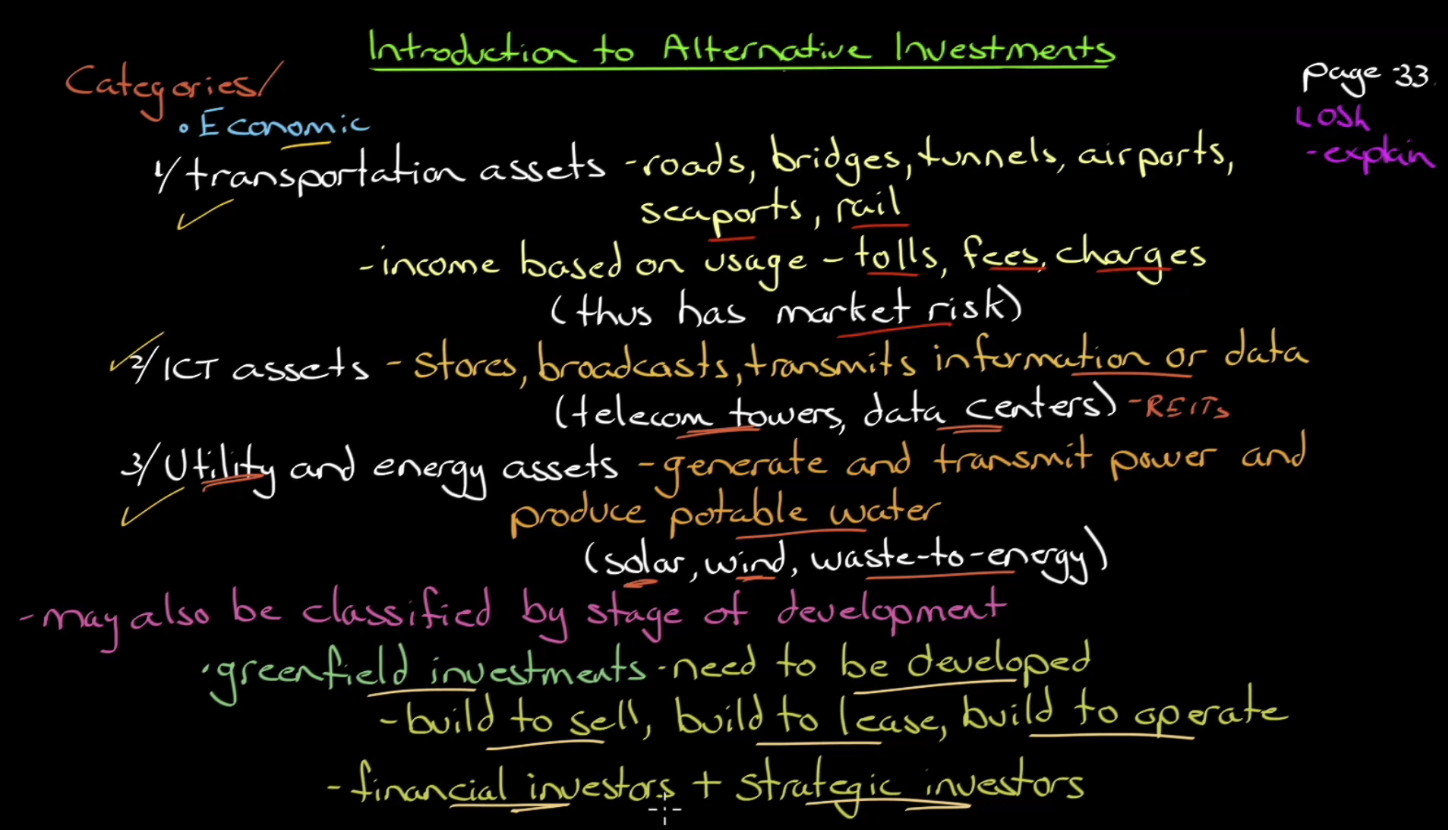 Introduction to Alternative Investments
page 33
LOSh
- explain
Categories/
• Economic
1/ transportation assets - roads, bridges, tunnels, airports,
seaports, rail
- income based on usage - tolls, fees, charges
(thus has market risk)
2/ ICT assets - stores, broadcasts, transmits information or data
(telecom towers, data centers) - REITs
3/ Utility and energy assets - generate and transmit power and
produce potable water
(solar, wind, waste-to-energy)
- may also be classified by stage of development
• greenfield investments - need to be developed
- build to sell, build to lease, build to operate
- financial investors + strategic investors